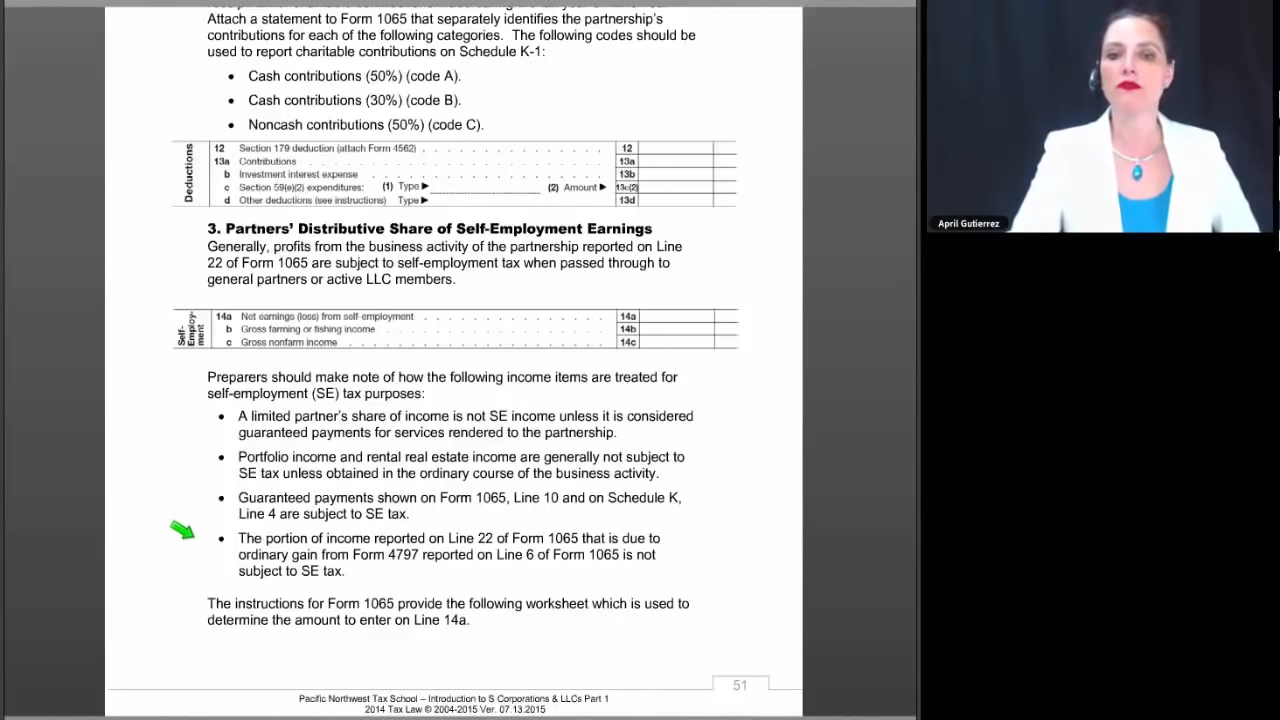 Attach a statement to Form 1065 that separately identifies the partnership's
contributions for each of the following categories. The following codes should be
used to report charitable contributions on Schedule K-1:
• Cash contributions (50%) (code A).
• Cash contributions (30%) (code B).
• Noncash contributions (50%) (code C).
Deductions
12 Section 179 deduction (attach Form 4562) . . . . . . . . . . . . . . 12
13a Contributions . . . . . . . . . . . . . . . . . . . . 13a
b Investment interest expense . . . . . . . . . . . . . . . . 13b
c Section 59(e)(2) expenditures: (1) Type ▶ (2) Amount ▶ 13c(2)
d Other deductions (see instructions) Type ▶ 13d
3. Partners' Distributive Share of Self-Employment Earnings
Generally, profits from the business activity of the partnership reported on Line
22 of Form 1065 are subject to self-employment tax when passed through to
general partners or active LLC members.
Self-Employ-ment
14a Net earnings (loss) from self-employment . . . . . . . . . . . . . . 14a
b Gross farming or fishing income . . . . . . . . . . . . . . . 14b
c Gross nonfarm income . . . . . . . . . . . . . . . . . . 14c
Preparers should make note of how the following income items are treated for
self-employment (SE) tax purposes:
• A limited partner's share of income is not SE income unless it is considered
guaranteed payments for services rendered to the partnership.
• Portfolio income and rental real estate income are generally not subject to
SE tax unless obtained in the ordinary course of the business activity.
• Guaranteed payments shown on Form 1065, Line 10 and on Schedule K,
Line 4 are subject to SE tax.
• The portion of income reported on Line 22 of Form 1065 that is due to
ordinary gain from Form 4797 reported on Line 6 of Form 1065 is not
subject to SE tax.
The instructions for Form 1065 provide the following worksheet which is used to
determine the amount to enter on Line 14a.
51
Pacific Northwest Tax School – Introduction to S Corporations & LLCs Part 1
2014 Tax Law © 2004-2015 Ver. 07.13.2015
April Gutierrez